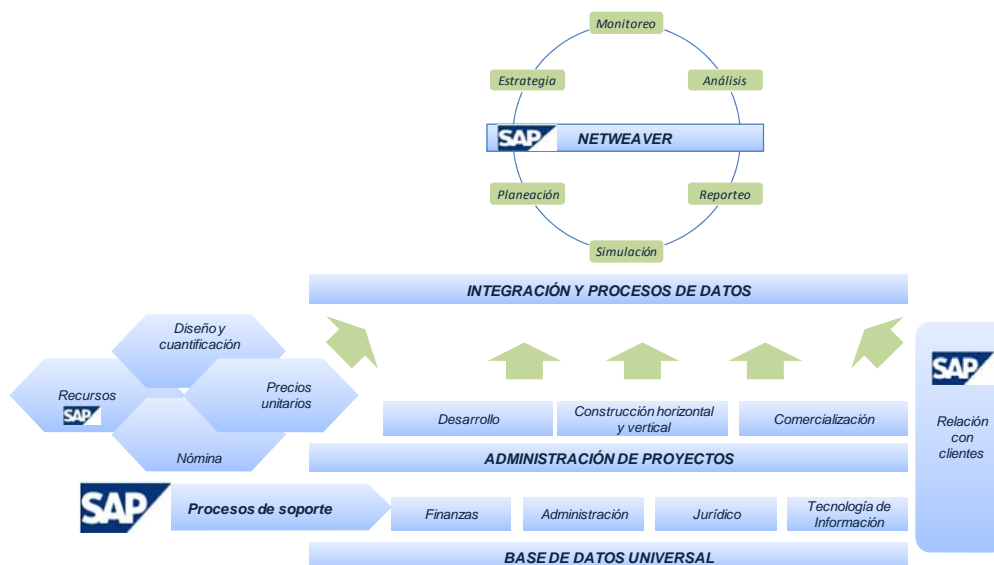 Monitoreo
Estrategia
Análisis
SAP NETWEAVER
Planeación
Reporteo
Simulación
INTEGRACIÓN Y PROCESOS DE DATOS
Diseño y
cuantificación
Recursos
SAP
Precios
unitarios
Nómina
Desarrollo
Construcción horizontal
y vertical
Comercialización
SAP
Relación
con
clientes
ADMINISTRACIÓN DE PROYECTOS
SAP
Procesos de soporte
Finanzas
Administración
Jurídico
Tecnología de
Información
BASE DE DATOS UNIVERSAL